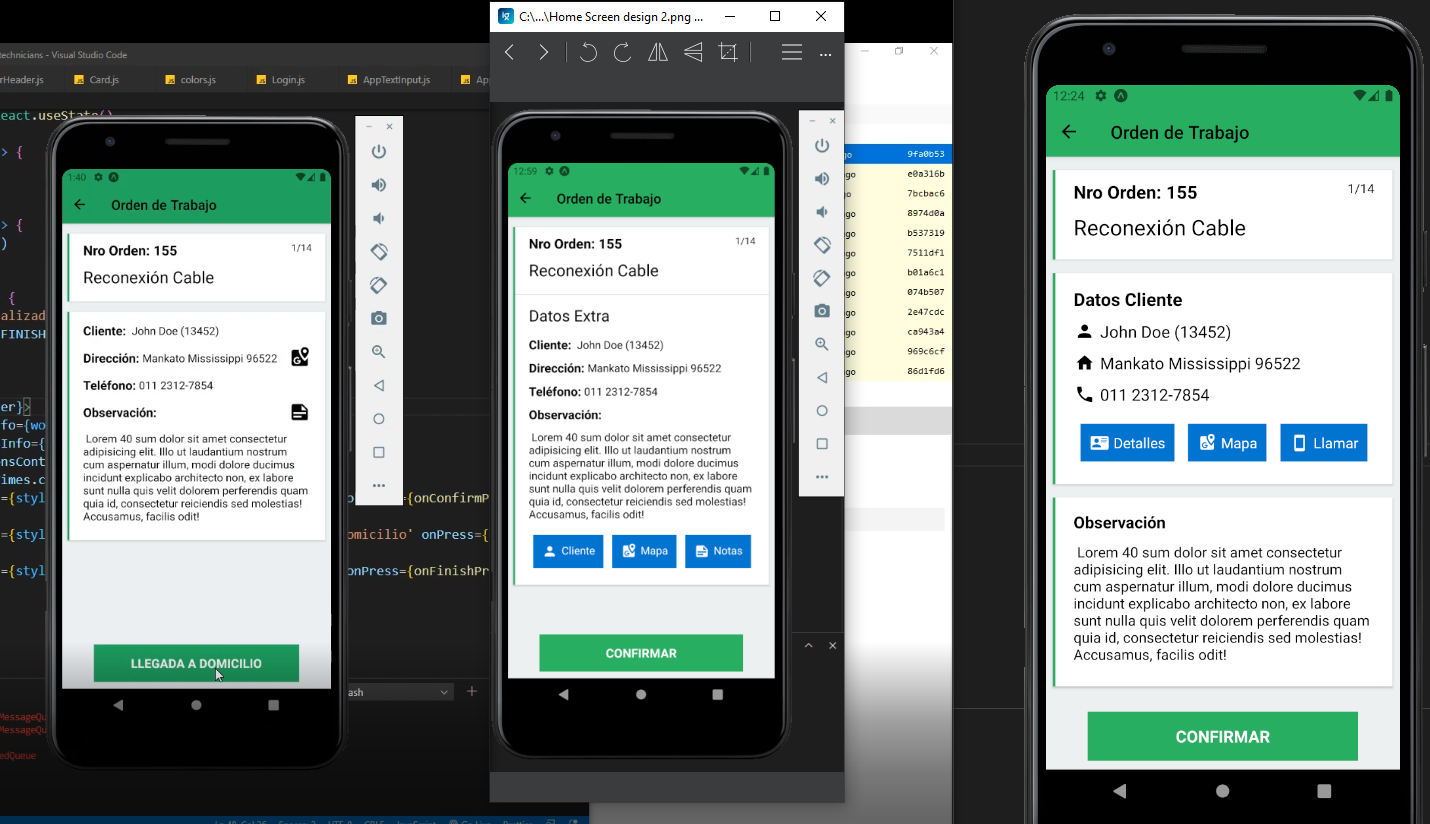 C:\...\Home Screen design 2.png ...
technicians - Visual Studio Code
rHeader.js
Card.js
colors.js
Login.js
AppTextInput.js
eact.useState()
> {
> {
)
{
alizad
FINISH
er}>
fo={wo
Info={
onsCont
imes.c
={styl
={onConfirmP
={styl
omicilio' onPress={
={styl
onPress={onFinishPr
ash
MessageQu
MessageQu
edQueue
1:40
Orden de Trabajo
Nro Orden: 155
1/14
Reconexión Cable
Cliente: John Doe (13452)
Dirección: Mankato Mississippi 96522
Teléfono: 011 2312-7854
Observación:
Lorem 40 sum dolor sit amet consectetur
adipisicing elit. Illo ut laudantium nostrum
cum aspernatur illum, modi dolore ducimus
incidunt explicabo architecto non, ex labore
sunt nulla quis velit dolorem perferendis quam
quia id, consectetur reiciendis sed molestias!
Accusamus, facilis odit!
LLEGADA A DOMICILIO
12:59
Orden de Trabajo
Nro Orden: 155
1/14
Reconexión Cable
Datos Extra
Cliente: John Doe (13452)
Dirección: Mankato Mississippi 96522
Teléfono: 011 2312-7854
Observación:
Lorem 40 sum dolor sit amet consectetur
adipisicing elit. Illo ut laudantium nostrum
cum aspernatur illum, modi dolore ducimus
incidunt explicabo architecto non, ex labore
sunt nulla quis velit dolorem perferendis quam
quia id, consectetur reiciendis sed molestias!
Accusamus, facilis odit!
Cliente
Mapa
Notas
CONFIRMAR
go 9fa0b53
go e0a316b
go 7bcbac6
go 8974d0a
go b537319
go 7511df1
go b01a6c1
go 074b507
go 2e47cdc
go ca943a4
go 969c6cf
go 86d1fd6
12:24
Orden de Trabajo
Nro Orden: 155
1/14
Reconexión Cable
Datos Cliente
John Doe (13452)
Mankato Mississippi 96522
011 2312-7854
Detalles
Mapa
Llamar
Observación
Lorem 40 sum dolor sit amet consectetur
adipisicing elit. Illo ut laudantium nostrum
cum aspernatur illum, modi dolore ducimus
incidunt explicabo architecto non, ex labore
sunt nulla quis velit dolorem perferendis quam
quia id, consectetur reiciendis sed molestias!
Accusamus, facilis odit!
CONFIRMAR